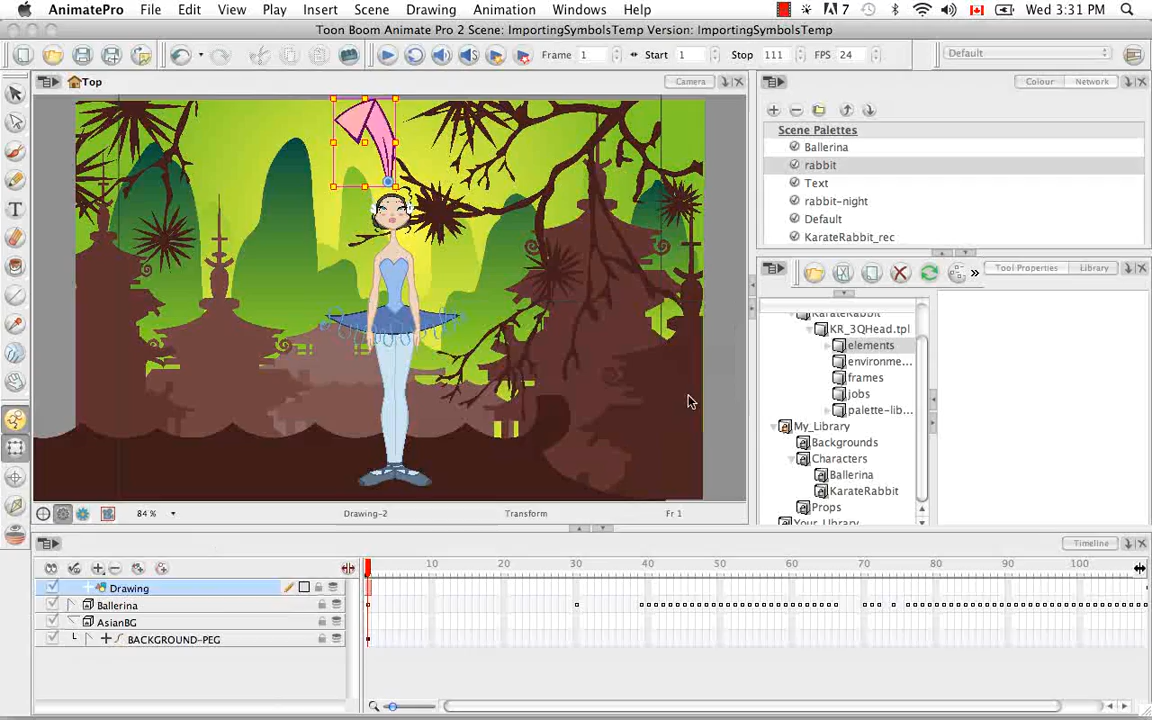 AnimatePro File Edit View Play Insert Scene Drawing Animation Windows Help 7 Wed 3:31 PM
Toon Boom Animate Pro 2 Scene: ImportingSymbolsTemp Version: ImportingSymbolsTemp
Frame 1 Start 1 Stop 111 FPS 24 Default
Top Camera
Colour Network
Scene Palettes
Ballerina
rabbit
Text
rabbit-night
Default
KarateRabbit_rec
Tool Properties Library
KarateRabbit
KR_3QHead.tpl
elements
environme...
frames
jobs
palette-lib...
My_Library
Backgrounds
Characters
Ballerina
KarateRabbit
Props
Your_Library
84 % Drawing-2 Transform Fr 1
Timeline
10 20 30 40 50 60 70 80 90 100
Drawing
Ballerina
AsianBG
BACKGROUND-PEG